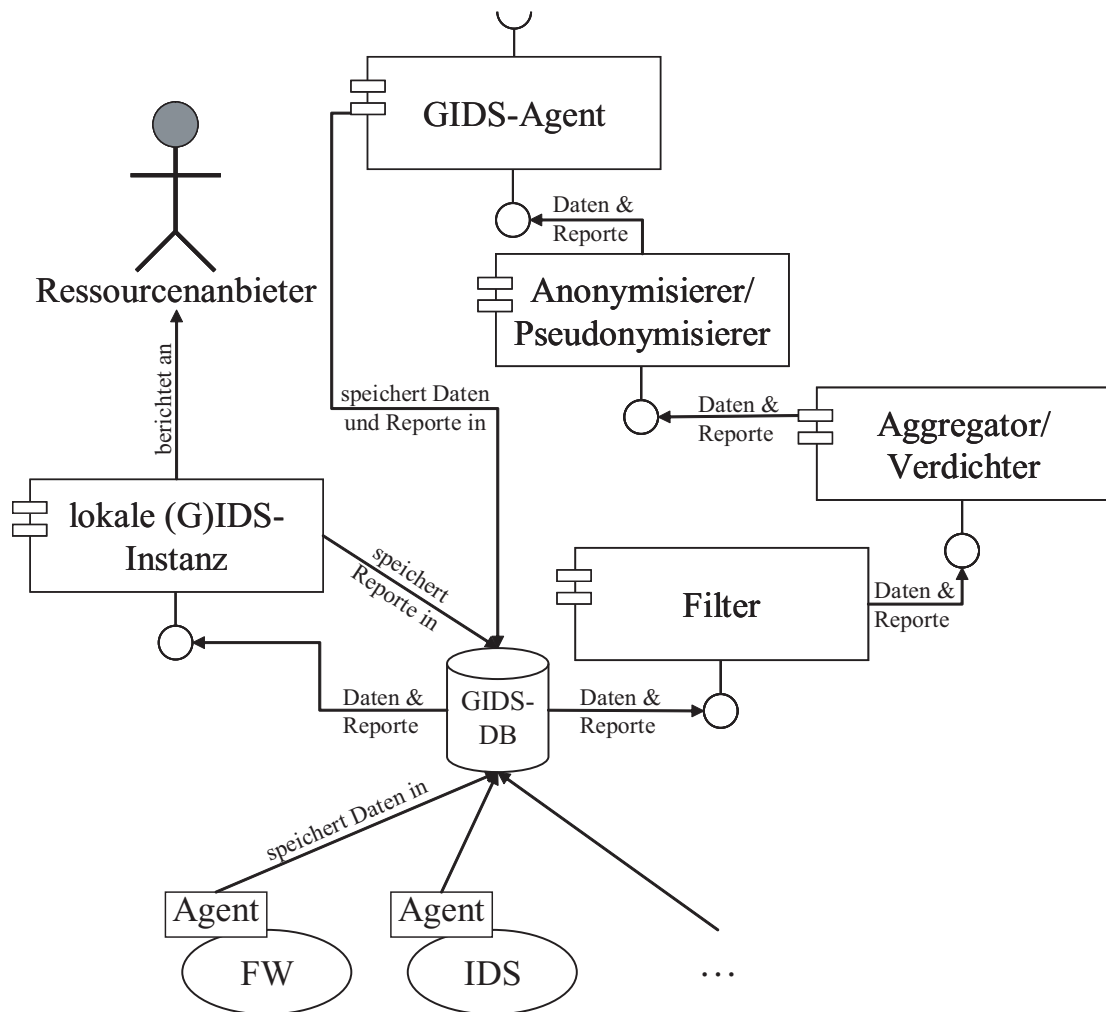 GIDS-Agent
Daten &
Reporte
Ressourcenanbieter
Anonymisierer/
Pseudonymisierer
berichtet an
speichert Daten
und Reporte in
Daten &
Reporte
Aggregator/
Verdichter
lokale (G)IDS-
Instanz
speichert
Reporte in
Filter
Daten &
Reporte
Daten &
Reporte
GIDS-
DB
Daten &
Reporte
speichert Daten in
Agent
FW
Agent
IDS
...